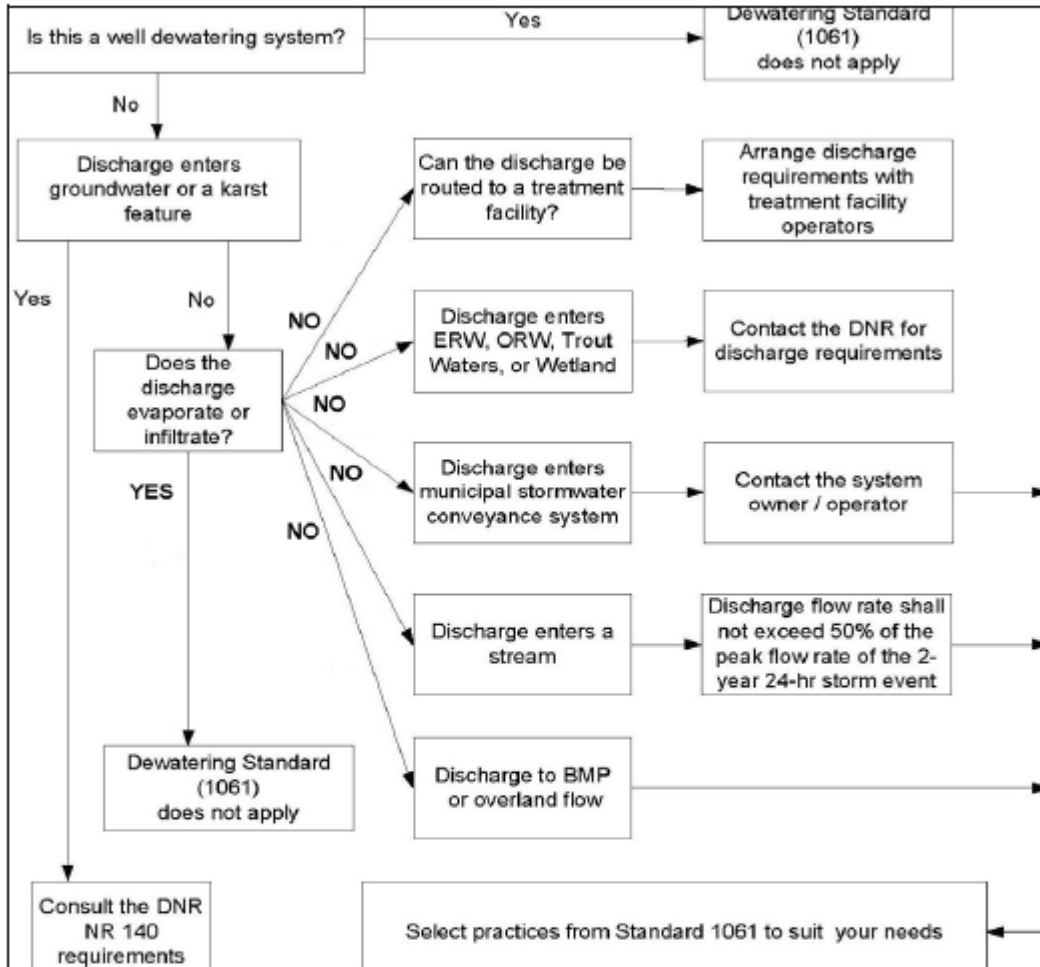 Is this a well dewatering system?
Yes
Dewatering Standard
(1061)
does not apply
No
Discharge enters
groundwater or a karst
feature
Can the discharge be
routed to a treatment
facility?
Arrange discharge
requirements with
treatment facility
operators
Yes
No
NO
Discharge enters
ERW, ORW, Trout
Waters, or Wetland
Contact the DNR for
discharge requirements
NO
Does the
discharge
evaporate or
infiltrate?
NO
Discharge enters
municipal stormwater
conveyance system
Contact the system
owner / operator
NO
YES
NO
Discharge enters a
stream
Discharge flow rate shall
not exceed 50% of the
peak flow rate of the 2-
year 24-hr storm event
Dewatering Standard
(1061)
does not apply
Discharge to BMP
or overland flow
Consult the DNR
NR 140
requirements
Select practices from Standard 1061 to suit your needs